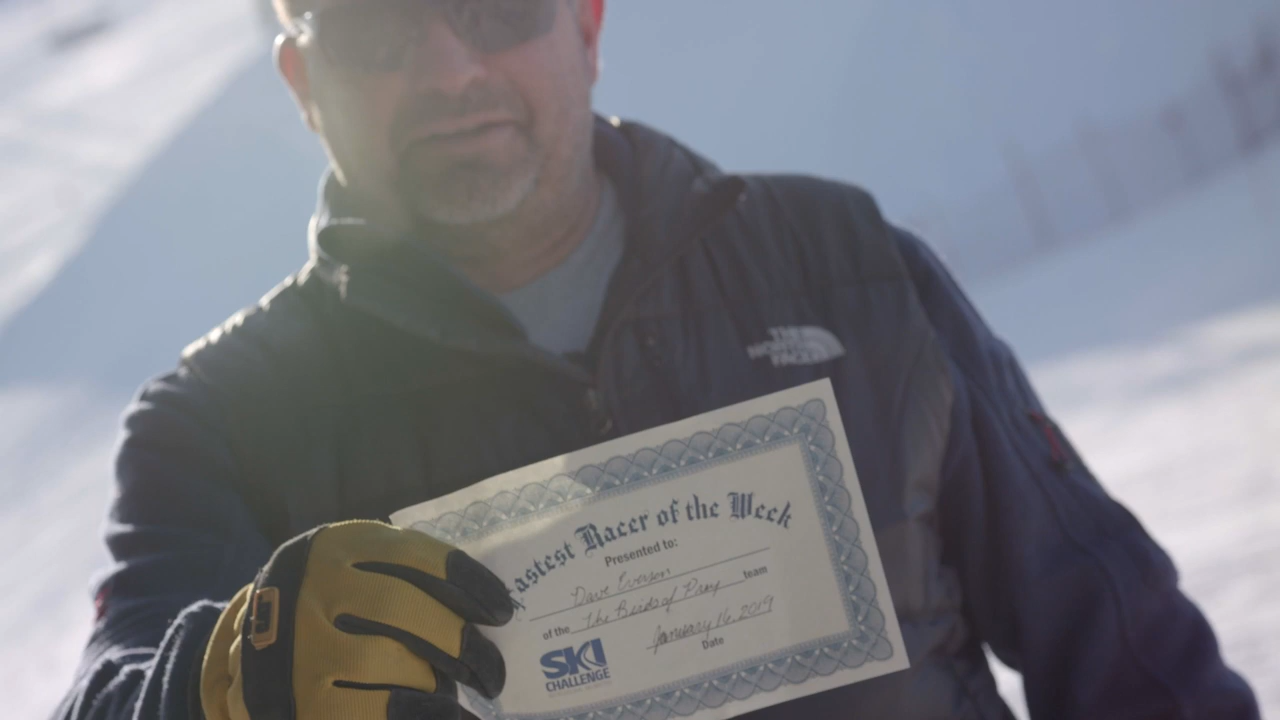 THE
NORTH
FACE
Fastest Racer of the Week
Presented to:
Dave Everson
of the The Birds of Prey team
January 16, 2019
Date
SKI
CHALLENGE